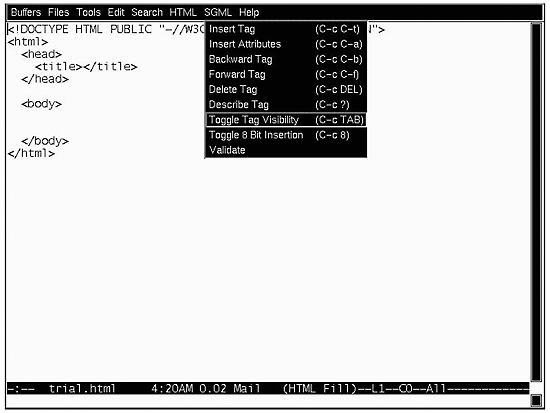 Buffers Files Tools Edit Search HTML SGML Help
<!DOCTYPE HTML PUBLIC "-//W3C N">
<html>
<head>
<title></title>
</head>
<body>
</body>
</html>
Insert Tag (C-c C-t)
Insert Attributes (C-c C-a)
Backward Tag (C-c C-b)
Forward Tag (C-c C-f)
Delete Tag (C-c DEL)
Describe Tag (C-c ?)
Toggle Tag Visibility (C-c TAB)
Toggle 8 Bit Insertion (C-c 8)
Validate
-:-- trial.html 4:20AM 0.02 Mail (HTML Fill)--L1--C0--All------------